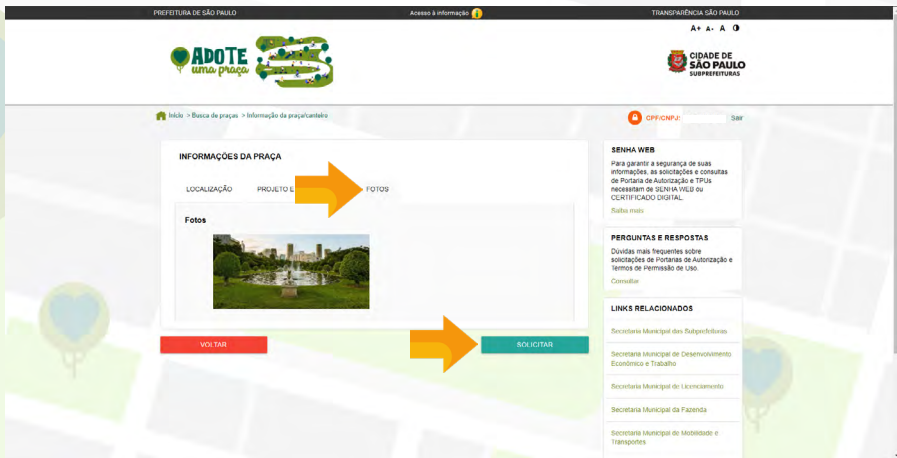 PREFEITURA DE SÃO PAULO
Acesso à informação
TRANSPARÊNCIA SÃO PAULO
A+ A- A
ADOTE
uma praça
CIDADE DE
SÃO PAULO
SUBPREFEITURAS
Início > Busca de praças > Informação da praça/canteiro
CPF/CNPJ:
Sair
INFORMAÇÕES DA PRAÇA
LOCALIZAÇÃO
PROJETO E
FOTOS
Fotos
VOLTAR
SOLICITAR
SENHA WEB
Para garantir a segurança de suas
informações, as solicitações e consultas
de Portaria de Autorização e TPUs
necessitam de SENHA WEB ou
CERTIFICADO DIGITAL.
Saiba mais
PERGUNTAS E RESPOSTAS
Dúvidas mais frequentes sobre
solicitações de Portarias de Autorização e
Termos de Permissão de Uso.
Consultar
LINKS RELACIONADOS
Secretaria Municipal das Subprefeituras
Secretaria Municipal de Desenvolvimento
Econômico e Trabalho
Secretaria Municipal de Licenciamento
Secretaria Municipal da Fazenda
Secretaria Municipal de Mobilidade e
Transportes